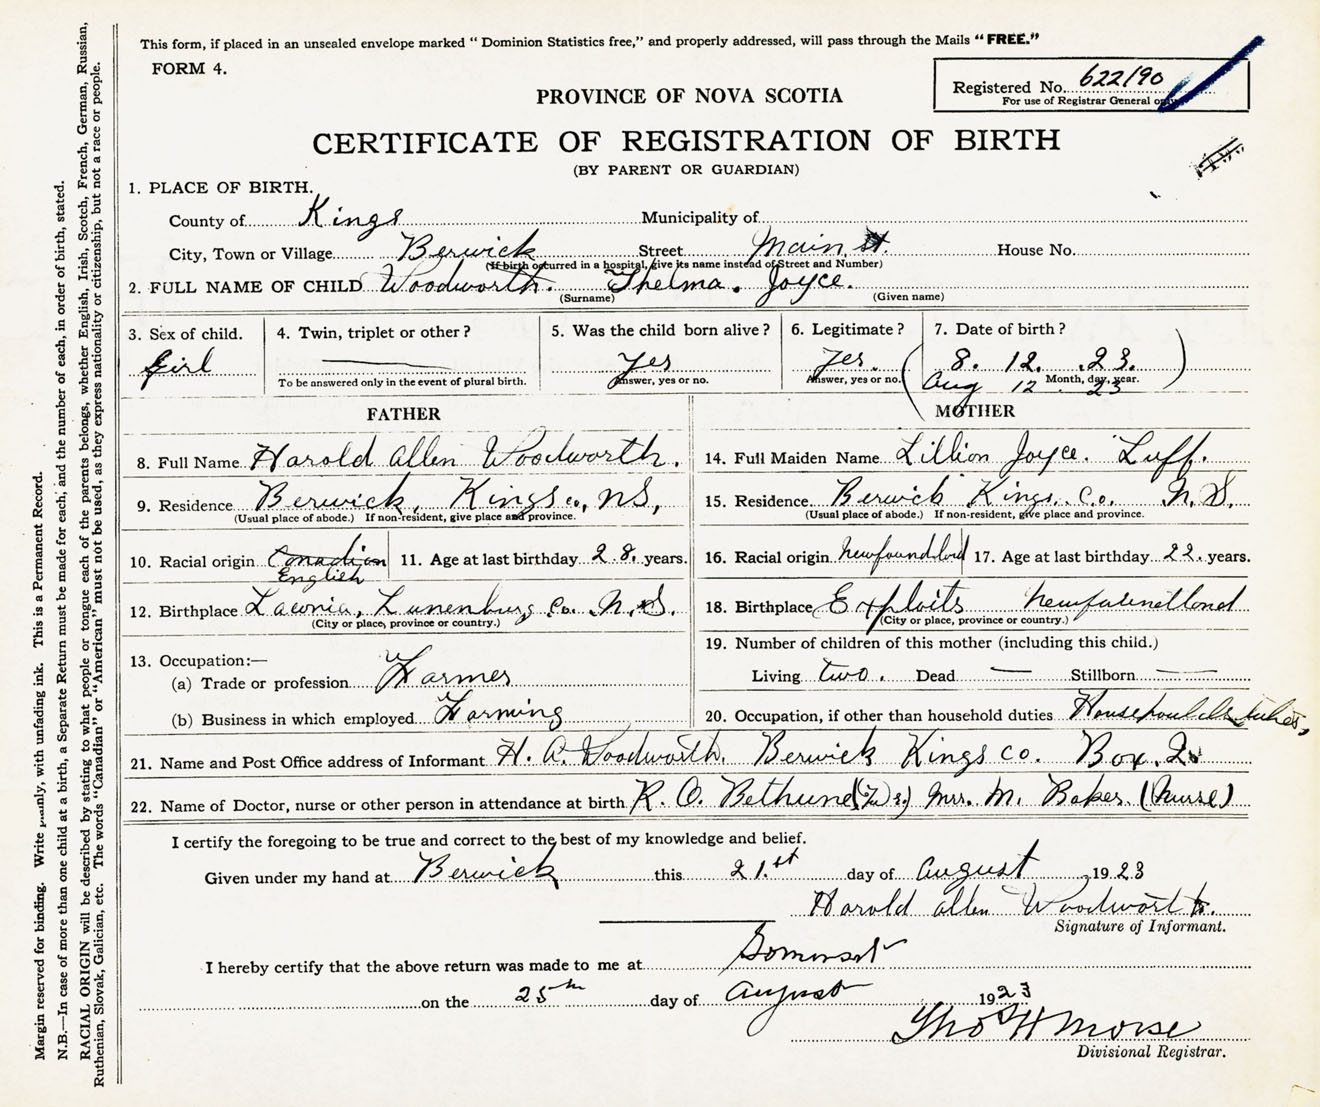 This form, if placed in an unsealed envelope marked "Dominion Statistics free," and properly addressed, will pass through the Mails "FREE."
FORM 4.
Registered No. 622190
For use of Registrar General only
PROVINCE OF NOVA SCOTIA
CERTIFICATE OF REGISTRATION OF BIRTH
(BY PARENT OR GUARDIAN)
1. PLACE OF BIRTH.
County of Kings Municipality of
City, Town or Village Berwick Street Main St. House No.
(If birth occurred in a hospital, give its name instead of Street and Number)
2. FULL NAME OF CHILD Woodworth. Thelma. Joyce.
(Surname) (Given name)
3. Sex of child. 4. Twin, triplet or other? 5. Was the child born alive? 6. Legitimate? 7. Date of birth?
Girl — Yes Yes. (8. 12. .23.)
To be answered only in the event of plural birth. Answer, yes or no. Answer, yes or no. Month, day, year.
Aug 12 23
FATHER MOTHER
8. Full Name Harold Allen Woodworth. 14. Full Maiden Name Lillion Joyce. Luff.
9. Residence Berwick, Kings Co., NS, 15. Residence Berwick Kings. Co. N.S.
(Usual place of abode.) If non-resident, give place and province. (Usual place of abode.) If non-resident, give place and province.
10. Racial origin Canadian 11. Age at last birthday 28. years. 16. Racial origin Newfoundland 17. Age at last birthday 22. years.
English
12. Birthplace Laconia, Lunenburg Co. N.S. 18. Birthplace Exploits Newfoundland
(City or place, province or country.) (City or place, province or country.)
19. Number of children of this mother (including this child.)
13. Occupation:—
(a) Trade or profession Farmer Living two. Dead — Stillborn —
(b) Business in which employed Farming 20. Occupation, if other than household duties Household duties,
21. Name and Post Office address of Informant H. A. Woodworth. Berwick Kings Co. Box.
22. Name of Doctor, nurse or other person in attendance at birth R. O. Bethune Mrs. M. Baker. (Nurse)
I certify the foregoing to be true and correct to the best of my knowledge and belief.
Given under my hand at Berwick this 21.st day of August 1923
Harold Allen Woodworth.
Signature of Informant.
I hereby certify that the above return was made to me at Somerset
on the 25th day of August 1923
Thos H Morse
Divisional Registrar.
Margin reserved for binding. Write plainly, with unfading ink. This is a Permanent Record.
N.B.—In case of more than one child at a birth, a Separate Return must be made for each, and the number of each, in order of birth, stated.
RACIAL ORIGIN will be described by stating to what people or tongue each of the parents belongs, whether English, Irish, Scotch, French, German, Russian,
Ruthenian, Slovak, Galician, etc. The words "Canadian" or "American" must not be used, as they express nationality or citizenship, but not a race or people.